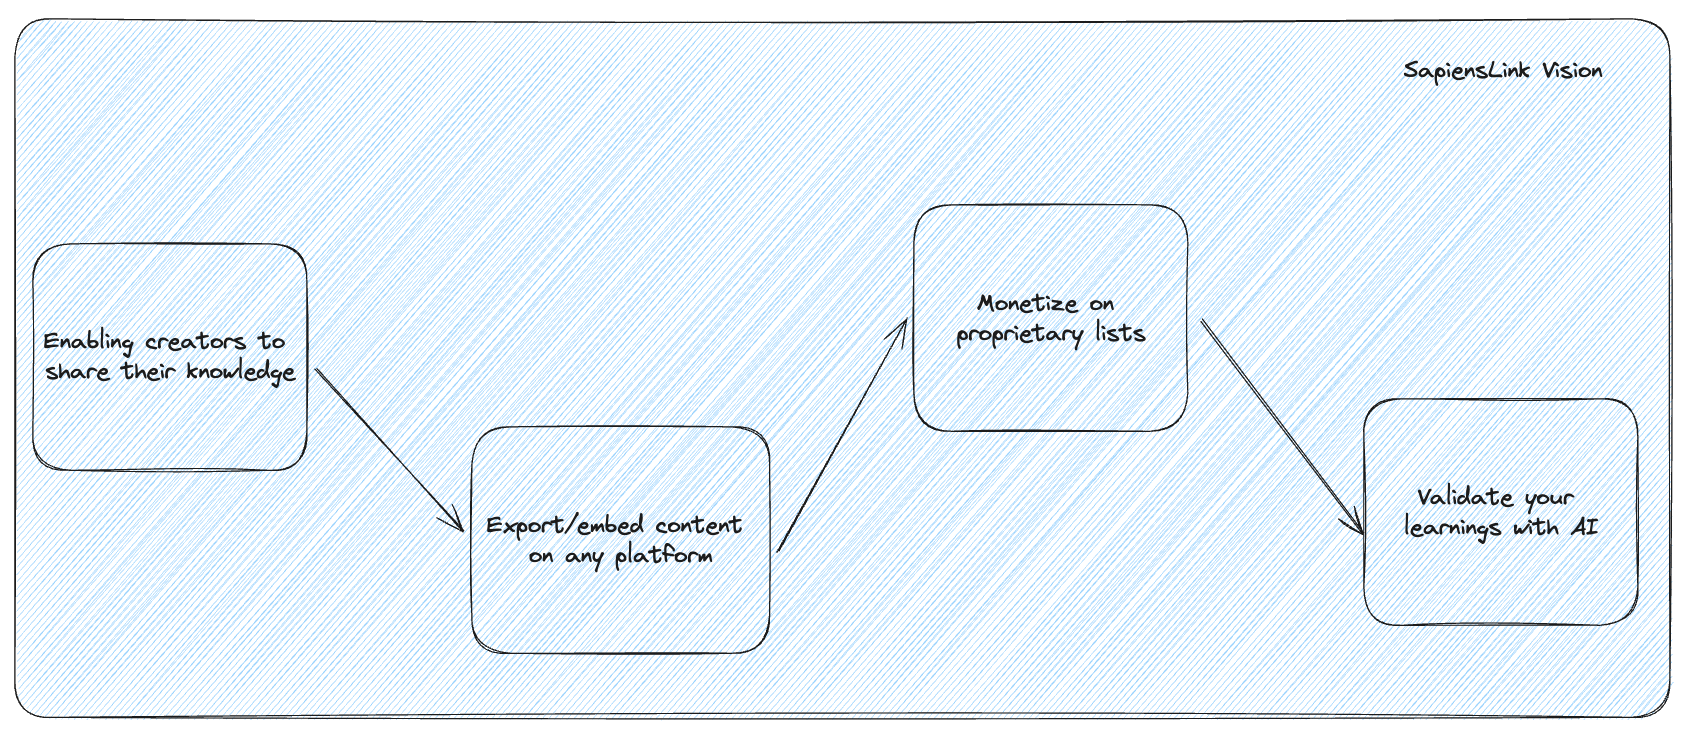 SapiensLink Vision
Enabling creators to
share their knowledge
Export/embed content
on any platform
Monetize on
proprietary lists
Validate your
learnings with AI